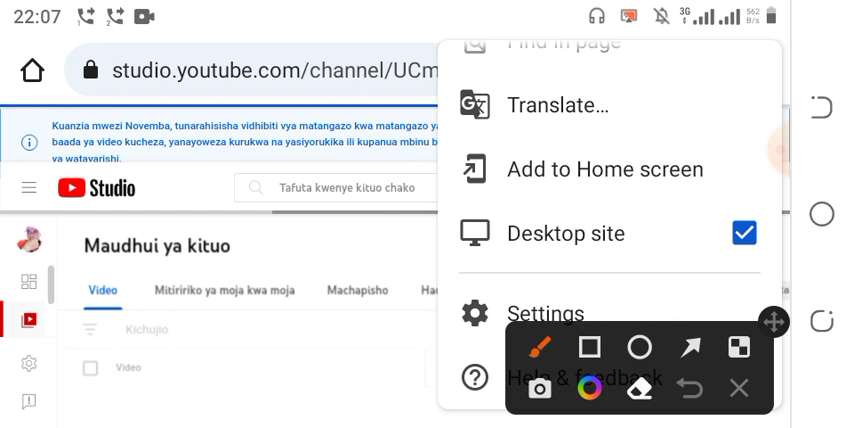 22:07
3G
562 B/s
studio.youtube.com/channel/UCm
Find in page
Translate...
Add to Home screen
Desktop site
Settings
Help & feedback
Kuanzia mwezi Novemba, tunarahisisha vidhibiti vya matangazo kwa matangazo ya
baada ya video kucheza, yanayoweza kurukwa na yasiyorukika ili kupanua mbinu b
ya watayarishi.
Studio
Tafuta kwenye kituo chako
Maudhui ya kituo
Video
Mitiririko ya moja kwa moja
Machapisho
Kichujio
Video